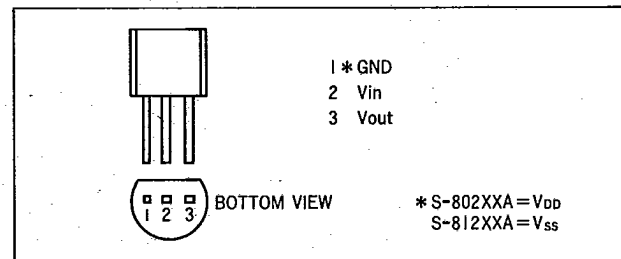 1 * GND
2 Vin
3 Vout
1 2 3
BOTTOM VIEW
* S-802XXA=VDD
S-812XXA=VSS